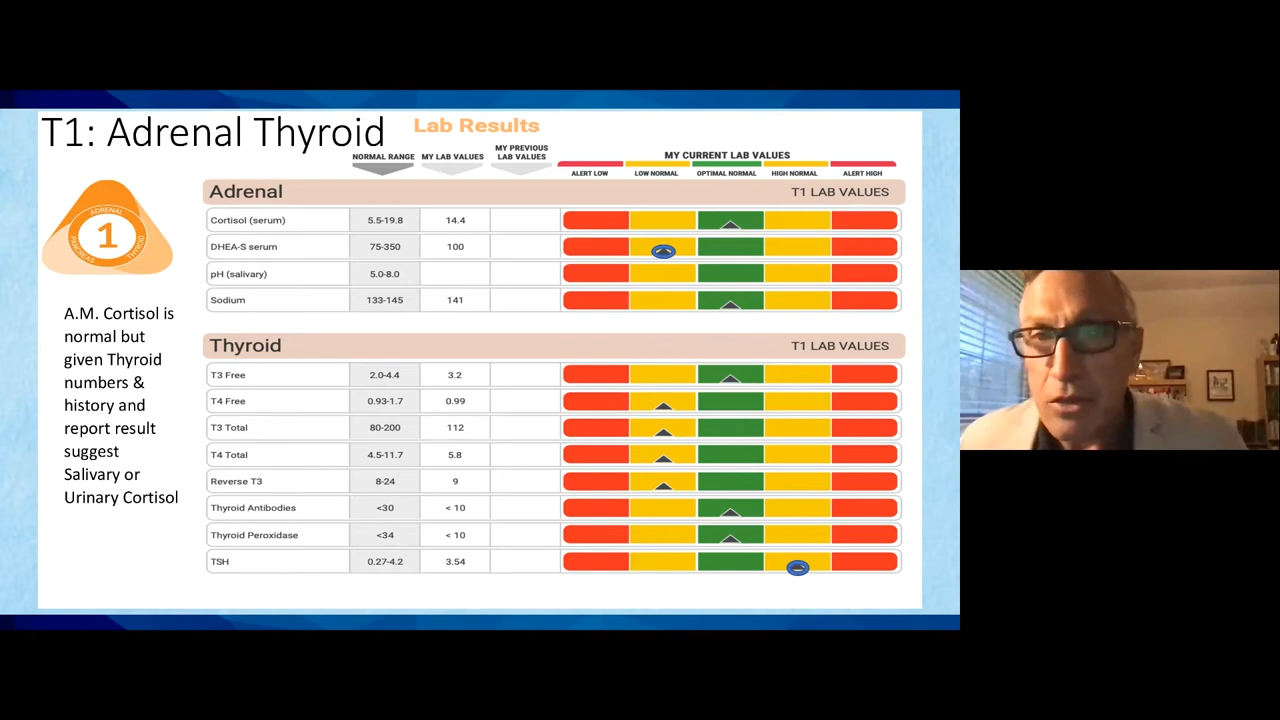 T1: Adrenal Thyroid
Lab Results
NORMAL RANGE MY LAB VALUES MY PREVIOUS LAB VALUES MY CURRENT LAB VALUES
ALERT LOW LOW NORMAL OPTIMAL NORMAL HIGH NORMAL ALERT HIGH
Adrenal T1 LAB VALUES
Cortisol (serum) 5.5-19.8 14.4
DHEA-S serum 75-350 100
pH (salivary) 5.0-8.0
Sodium 133-145 141
Thyroid T1 LAB VALUES
T3 Free 2.0-4.4 3.2
T4 Free 0.93-1.7 0.99
T3 Total 80-200 112
T4 Total 4.5-11.7 5.8
Reverse T3 8-24 9
Thyroid Antibodies <30 < 10
Thyroid Peroxidase <34 < 10
TSH 0.27-4.2 3.54
ADRENAL
1
PANCREAS
THYROID
A.M. Cortisol is
normal but
given Thyroid
numbers &
history and
report result
suggest
Salivary or
Urinary Cortisol